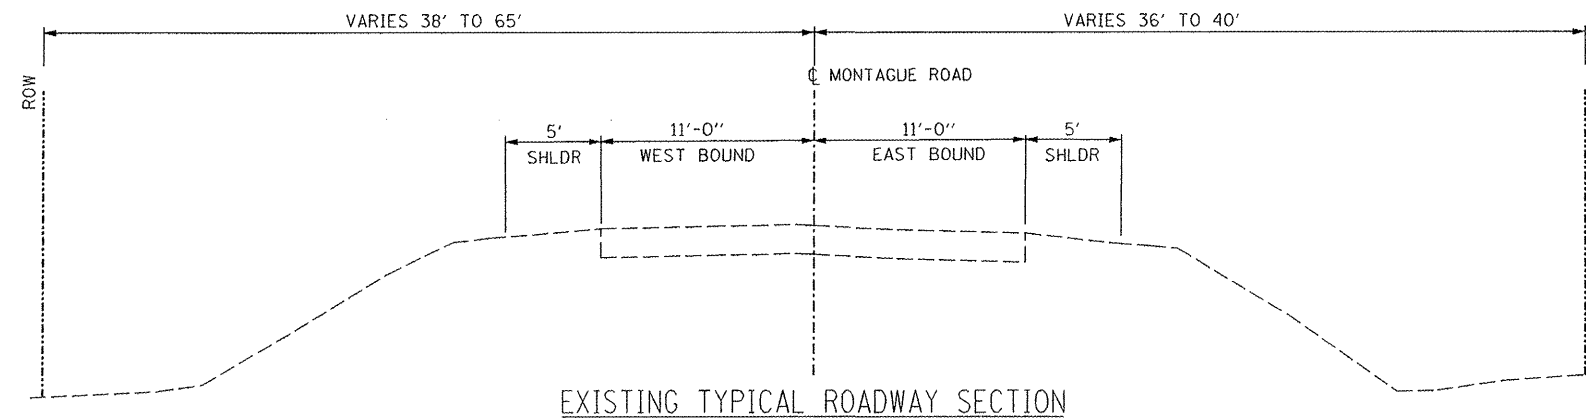 VARIES 38' TO 65'
VARIES 36' TO 40'
ROW
℄ MONTAGUE ROAD
5'
11'-0''
11'-0''
5'
SHLDR
WEST BOUND
EAST BOUND
SHLDR
EXISTING TYPICAL ROADWAY SECTION